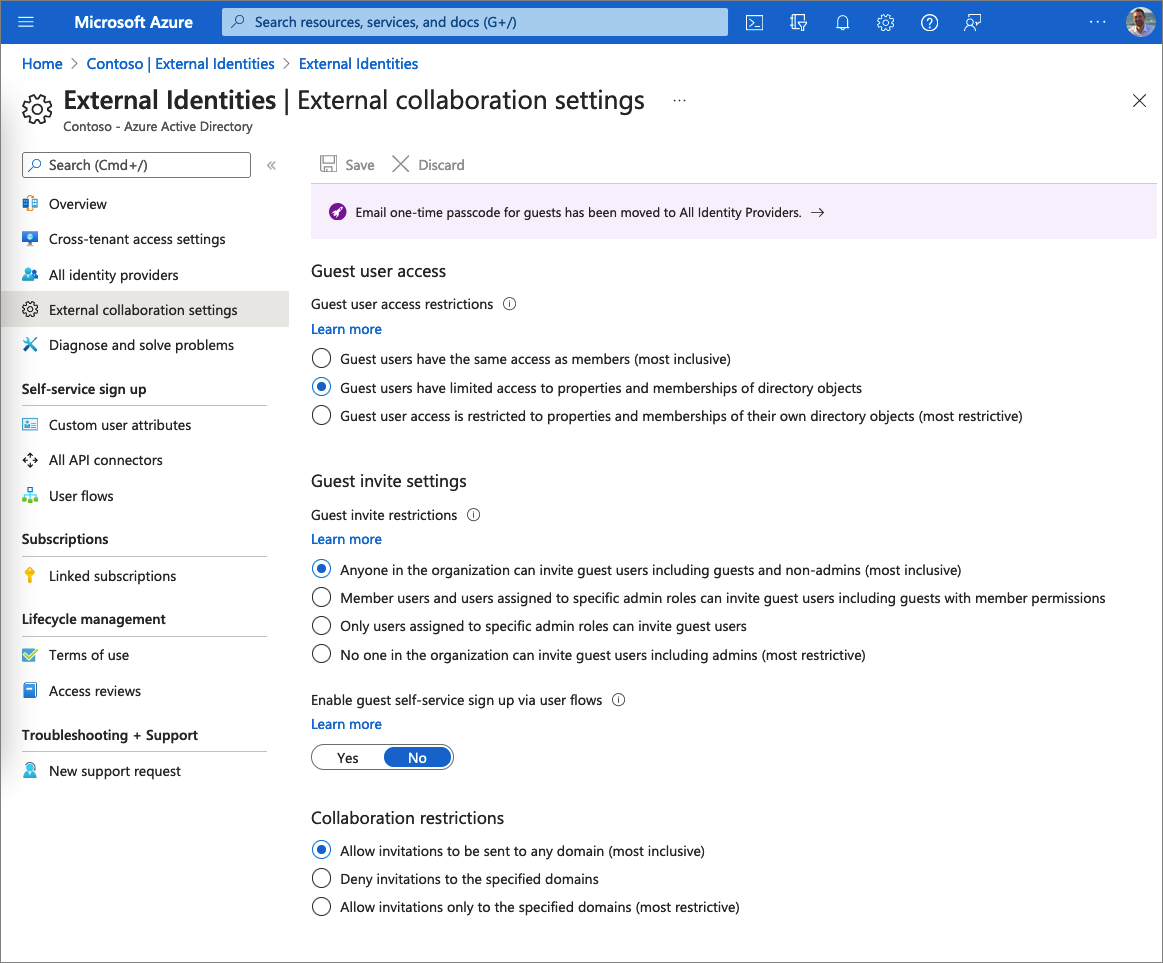 Microsoft Azure
Search resources, services, and docs (G+/)
Home > Contoso | External Identities > External Identities
External Identities | External collaboration settings
Contoso - Azure Active Directory
Search (Cmd+/)
Overview
Cross-tenant access settings
All identity providers
External collaboration settings
Diagnose and solve problems
Self-service sign up
Custom user attributes
All API connectors
User flows
Subscriptions
Linked subscriptions
Lifecycle management
Terms of use
Access reviews
Troubleshooting + Support
New support request
Save Discard
Email one-time passcode for guests has been moved to All Identity Providers. →
Guest user access
Guest user access restrictions
Learn more
Guest users have the same access as members (most inclusive)
Guest users have limited access to properties and memberships of directory objects
Guest user access is restricted to properties and memberships of their own directory objects (most restrictive)
Guest invite settings
Guest invite restrictions
Learn more
Anyone in the organization can invite guest users including guests and non-admins (most inclusive)
Member users and users assigned to specific admin roles can invite guest users including guests with member permissions
Only users assigned to specific admin roles can invite guest users
No one in the organization can invite guest users including admins (most restrictive)
Enable guest self-service sign up via user flows
Learn more
Yes No
Collaboration restrictions
Allow invitations to be sent to any domain (most inclusive)
Deny invitations to the specified domains
Allow invitations only to the specified domains (most restrictive)